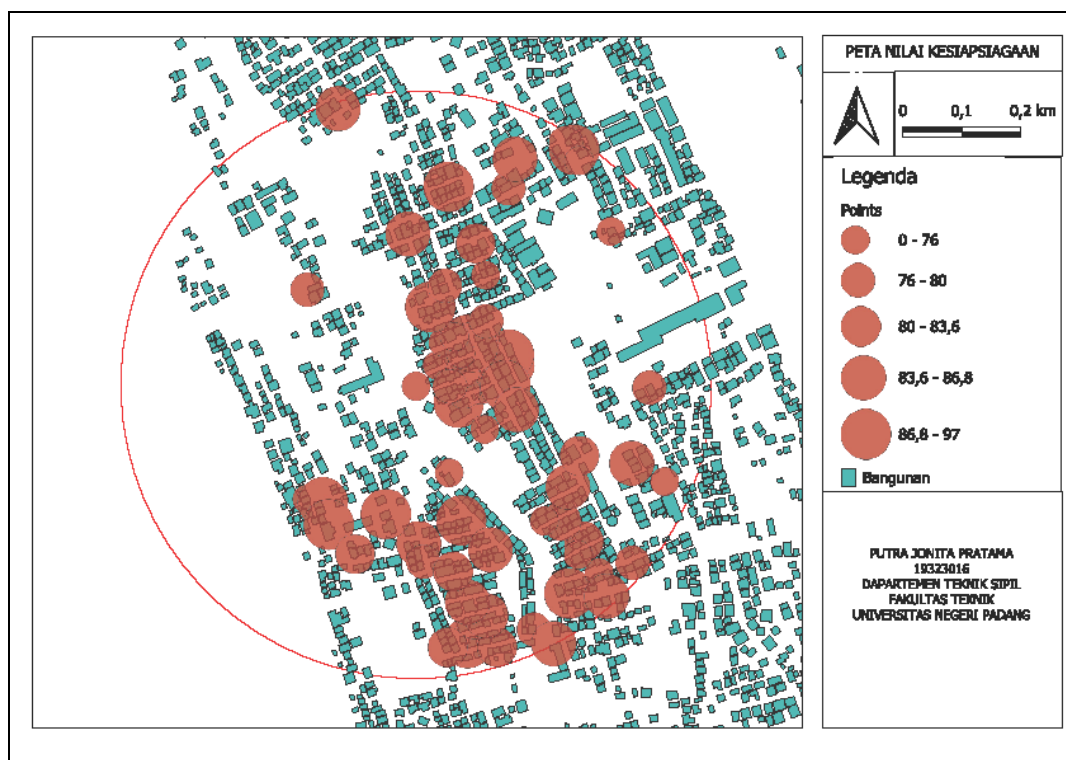 PETA NILAI KESIAPSIAGAAN
0 0,1 0,2 km
Legenda
Points
0 - 76
76 - 80
80 - 83,6
83,6 - 86,8
86,8 - 97
Bangunan
PUTRA JONITA PRATAMA
19323016
DAPARTEMEN TEKNIK SIPIL
FAKULTAS TEKNIK
UNIVERSITAS NEGERI PADANG